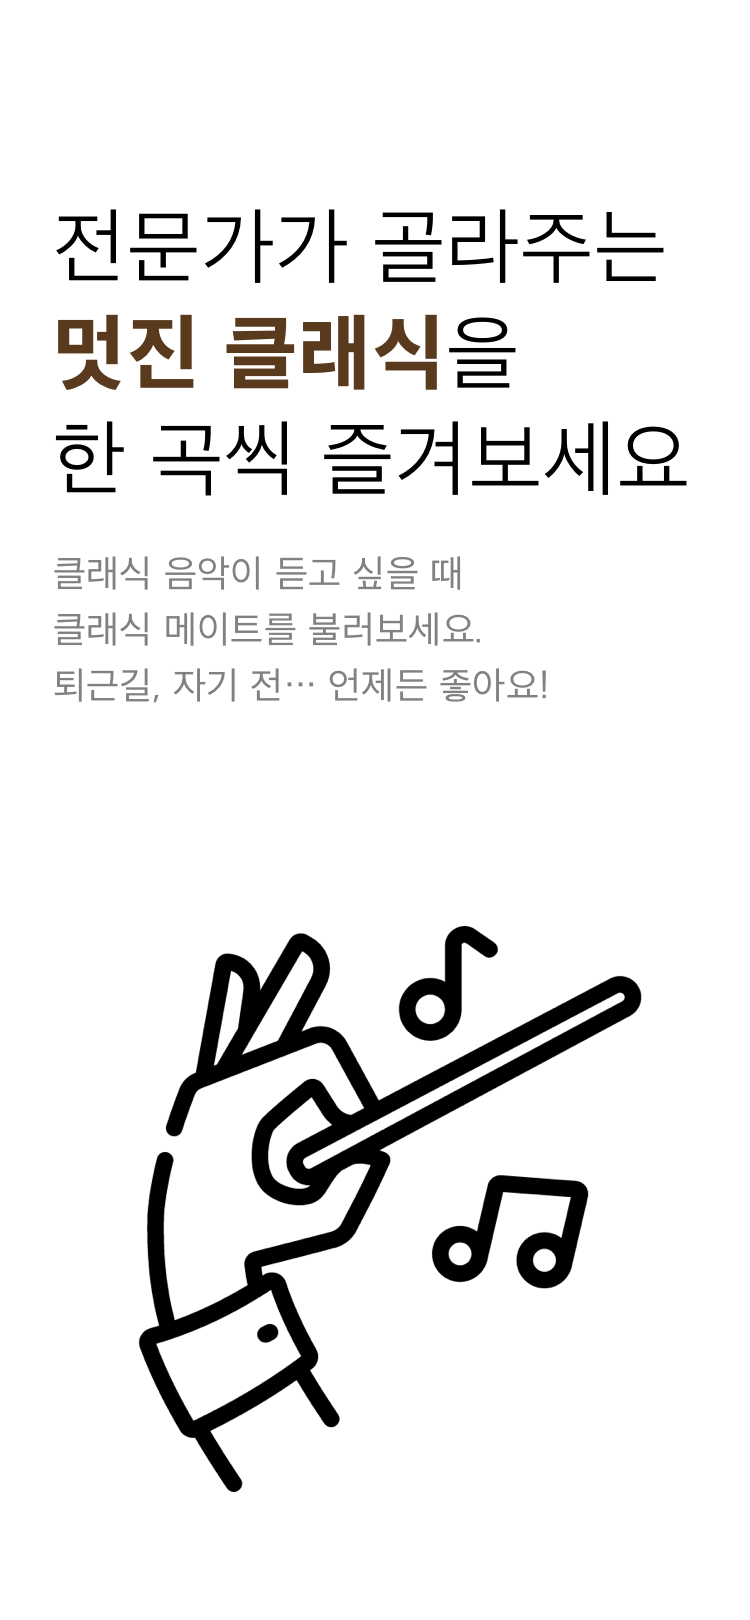 전문가가 골라주는
멋진 클래식을
한 곡씩 즐겨보세요
클래식 음악이 듣고 싶을 때
클래식 메이트를 불러보세요.
퇴근길, 자기 전… 언제든 좋아요!